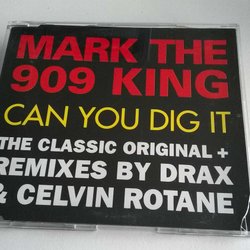 MARK THE
909 KING
CAN YOU DIG IT
THE CLASSIC ORIGINAL +
REMIXES BY DRAX
& CELVIN ROTANE